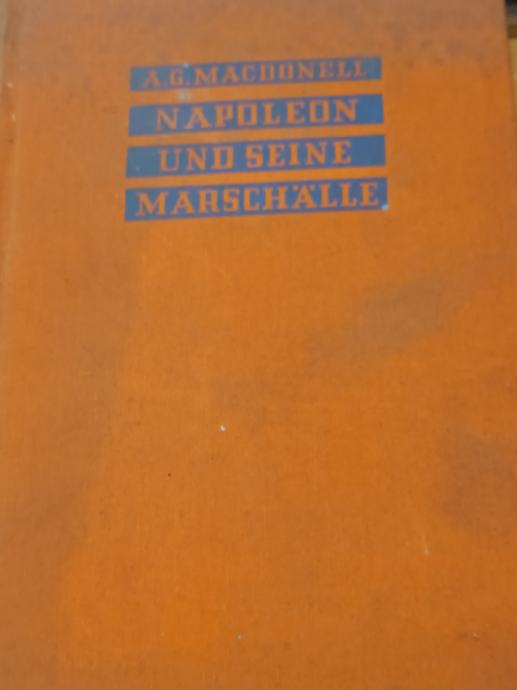 A.G. MACDONELL
NAPOLEON
UND SEINE
MARSCHÄLLE